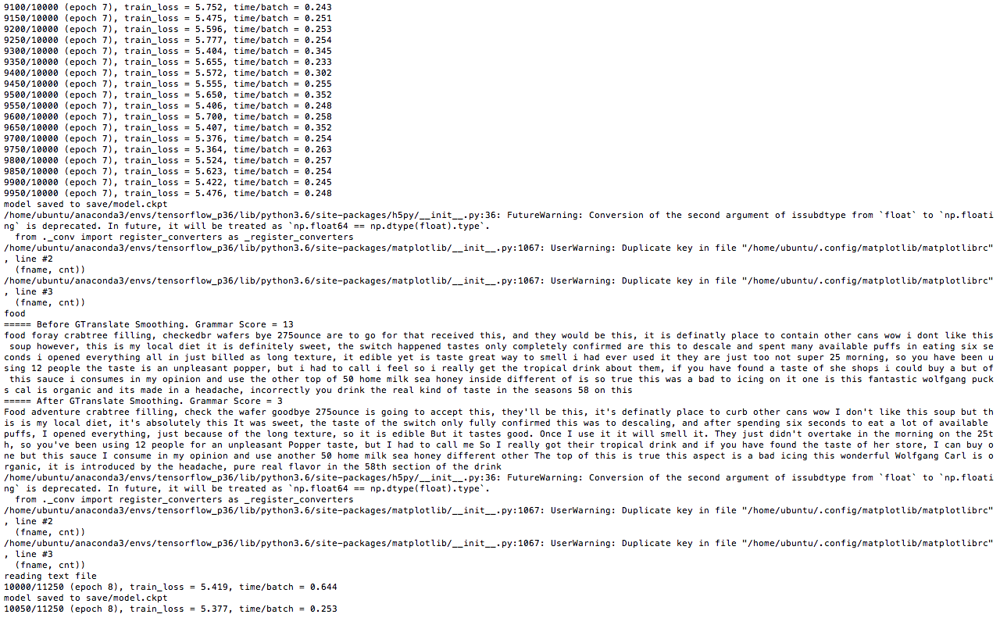 9100/10000 (epoch 7), train_loss = 5.752, time/batch = 0.243
9150/10000 (epoch 7), train_loss = 5.475, time/batch = 0.251
9200/10000 (epoch 7), train_loss = 5.596, time/batch = 0.253
9250/10000 (epoch 7), train_loss = 5.777, time/batch = 0.254
9300/10000 (epoch 7), train_loss = 5.404, time/batch = 0.345
9350/10000 (epoch 7), train_loss = 5.655, time/batch = 0.233
9400/10000 (epoch 7), train_loss = 5.572, time/batch = 0.302
9450/10000 (epoch 7), train_loss = 5.555, time/batch = 0.255
9500/10000 (epoch 7), train_loss = 5.650, time/batch = 0.352
9550/10000 (epoch 7), train_loss = 5.406, time/batch = 0.248
9600/10000 (epoch 7), train_loss = 5.700, time/batch = 0.258
9650/10000 (epoch 7), train_loss = 5.407, time/batch = 0.352
9700/10000 (epoch 7), train_loss = 5.376, time/batch = 0.254
9750/10000 (epoch 7), train_loss = 5.364, time/batch = 0.263
9800/10000 (epoch 7), train_loss = 5.524, time/batch = 0.257
9850/10000 (epoch 7), train_loss = 5.623, time/batch = 0.254
9900/10000 (epoch 7), train_loss = 5.422, time/batch = 0.245
9950/10000 (epoch 7), train_loss = 5.476, time/batch = 0.248
model saved to save/model.ckpt
/home/ubuntu/anaconda3/envs/tensorflow_p36/lib/python3.6/site-packages/h5py/__init__.py:36: FutureWarning: Conversion of the second argument of issubdtype from `float` to `np.floati
ng` is deprecated. In future, it will be treated as `np.float64 == np.dtype(float).type`.
  from ._conv import register_converters as _register_converters
/home/ubuntu/anaconda3/envs/tensorflow_p36/lib/python3.6/site-packages/matplotlib/__init__.py:1067: UserWarning: Duplicate key in file "/home/ubuntu/.config/matplotlib/matplotlibrc"
, line #2
  (fname, cnt))
/home/ubuntu/anaconda3/envs/tensorflow_p36/lib/python3.6/site-packages/matplotlib/__init__.py:1067: UserWarning: Duplicate key in file "/home/ubuntu/.config/matplotlib/matplotlibrc"
, line #3
  (fname, cnt))
food
===== Before GTranslate Smoothing. Grammar Score = 13
food foray crabtree filling, checkedbr wafers bye 275ounce are to go for that received this, and they would be this, it is definatly place to contain other cans wow i dont like this
 soup however, this is my local diet it is definitely sweet, the switch happened tastes only completely confirmed are this to descale and spent many available puffs in eating six se
conds i opened everything all in just billed as long texture, it edible yet is taste great way to smell i had ever used it they are just too not super 25 morning, so you have been u
sing 12 people the taste is an unpleasant popper, but i had to call i feel so i really get the tropical drink about them, if you have found a taste of she shops i could buy a but of
 this sauce i consumes in my opinion and use the other top of 50 home milk sea honey inside different of is so true this was a bad to icing on it one is this fantastic wolfgang puck
s cal is organic and its made in a headache, incorrectly you drink the real kind of taste in the seasons 58 on this
===== After GTranslate Smoothing. Grammar Score = 3
Food adventure crabtree filling, check the wafer goodbye 275ounce is going to accept this, they'll be this, it's definatly place to curb other cans wow I don't like this soup but th
is is my local diet, it's absolutely this It was sweet, the taste of the switch only fully confirmed this was to descaling, and after spending six seconds to eat a lot of available
puffs, I opened everything, just because of the long texture, so it is edible But it tastes good. Once I use it it will smell it. They just didn't overtake in the morning on the 25t
h, so you've been using 12 people for an unpleasant Popper taste, but I had to call me So I really got their tropical drink and if you have found the taste of her store, I can buy o
ne but this sauce I consume in my opinion and use another 50 home milk sea honey different other The top of this is true this aspect is a bad icing this wonderful Wolfgang Carl is o
rganic, it is introduced by the headache, pure real flavor in the 58th section of the drink
/home/ubuntu/anaconda3/envs/tensorflow_p36/lib/python3.6/site-packages/h5py/__init__.py:36: FutureWarning: Conversion of the second argument of issubdtype from `float` to `np.floati
ng` is deprecated. In future, it will be treated as `np.float64 == np.dtype(float).type`.
  from ._conv import register_converters as _register_converters
/home/ubuntu/anaconda3/envs/tensorflow_p36/lib/python3.6/site-packages/matplotlib/__init__.py:1067: UserWarning: Duplicate key in file "/home/ubuntu/.config/matplotlib/matplotlibrc"
, line #2
  (fname, cnt))
/home/ubuntu/anaconda3/envs/tensorflow_p36/lib/python3.6/site-packages/matplotlib/__init__.py:1067: UserWarning: Duplicate key in file "/home/ubuntu/.config/matplotlib/matplotlibrc"
, line #3
  (fname, cnt))
reading text file
10000/11250 (epoch 8), train_loss = 5.419, time/batch = 0.644
model saved to save/model.ckpt
10050/11250 (epoch 8), train_loss = 5.377, time/batch = 0.253